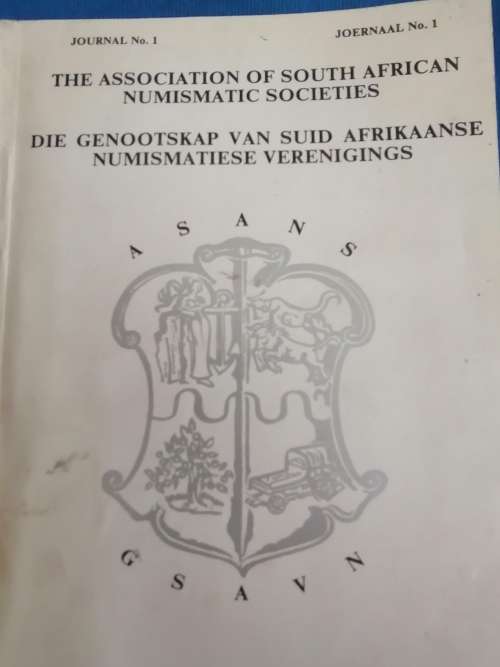 JOURNAL No. 1
JOERNAAL No. 1
THE ASSOCIATION OF SOUTH AFRICAN
NUMISMATIC SOCIETIES
DIE GENOOTSKAP VAN SUID AFRIKAANSE
NUMISMATIESE VERENIGINGS
A S A N S
G S A V N